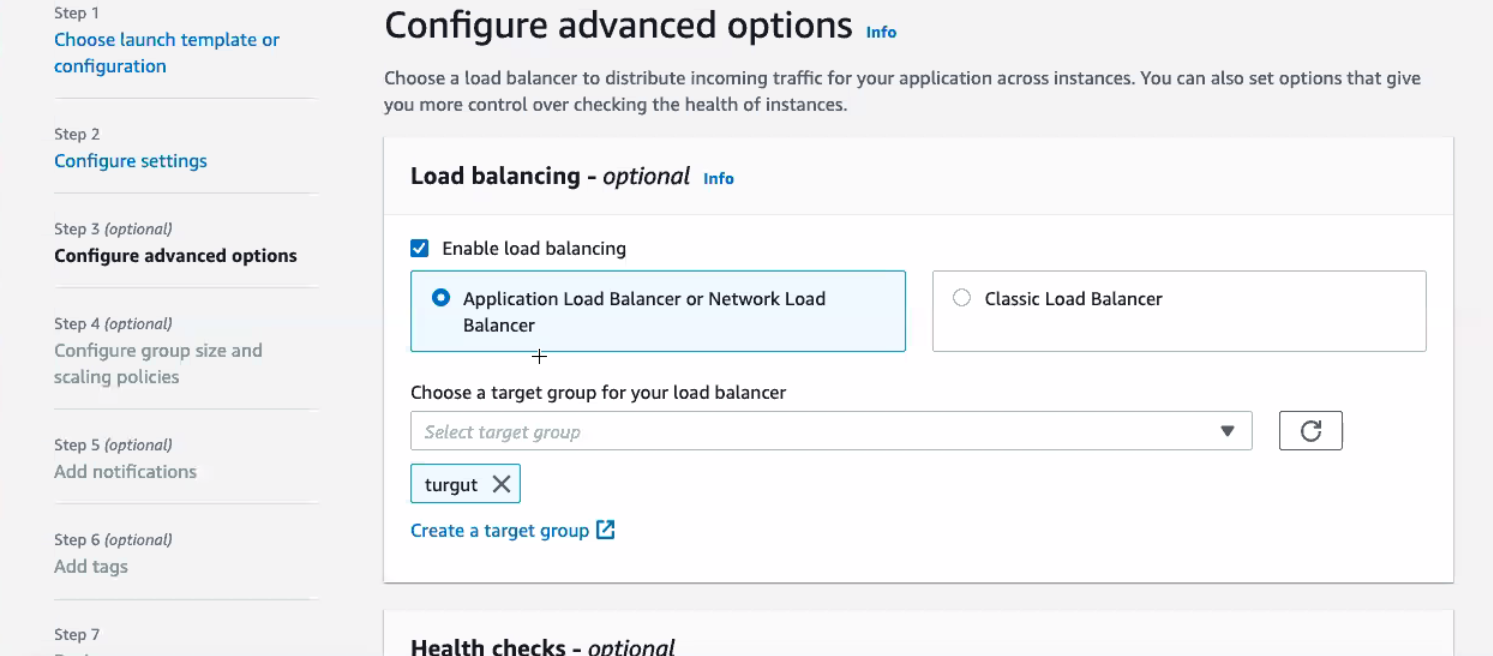 Step 1
Choose launch template or
configuration
Step 2
Configure settings
Step 3 (optional)
Configure advanced options
Step 4 (optional)
Configure group size and
scaling policies
Step 5 (optional)
Add notifications
Step 6 (optional)
Add tags
Step 7
Configure advanced options Info
Choose a load balancer to distribute incoming traffic for your application across instances. You can also set options that give
you more control over checking the health of instances.
Load balancing - optional Info
Enable load balancing
Application Load Balancer or Network Load
Balancer
Classic Load Balancer
Choose a target group for your load balancer
Select target group
turgut
Create a target group
Health checks - optional